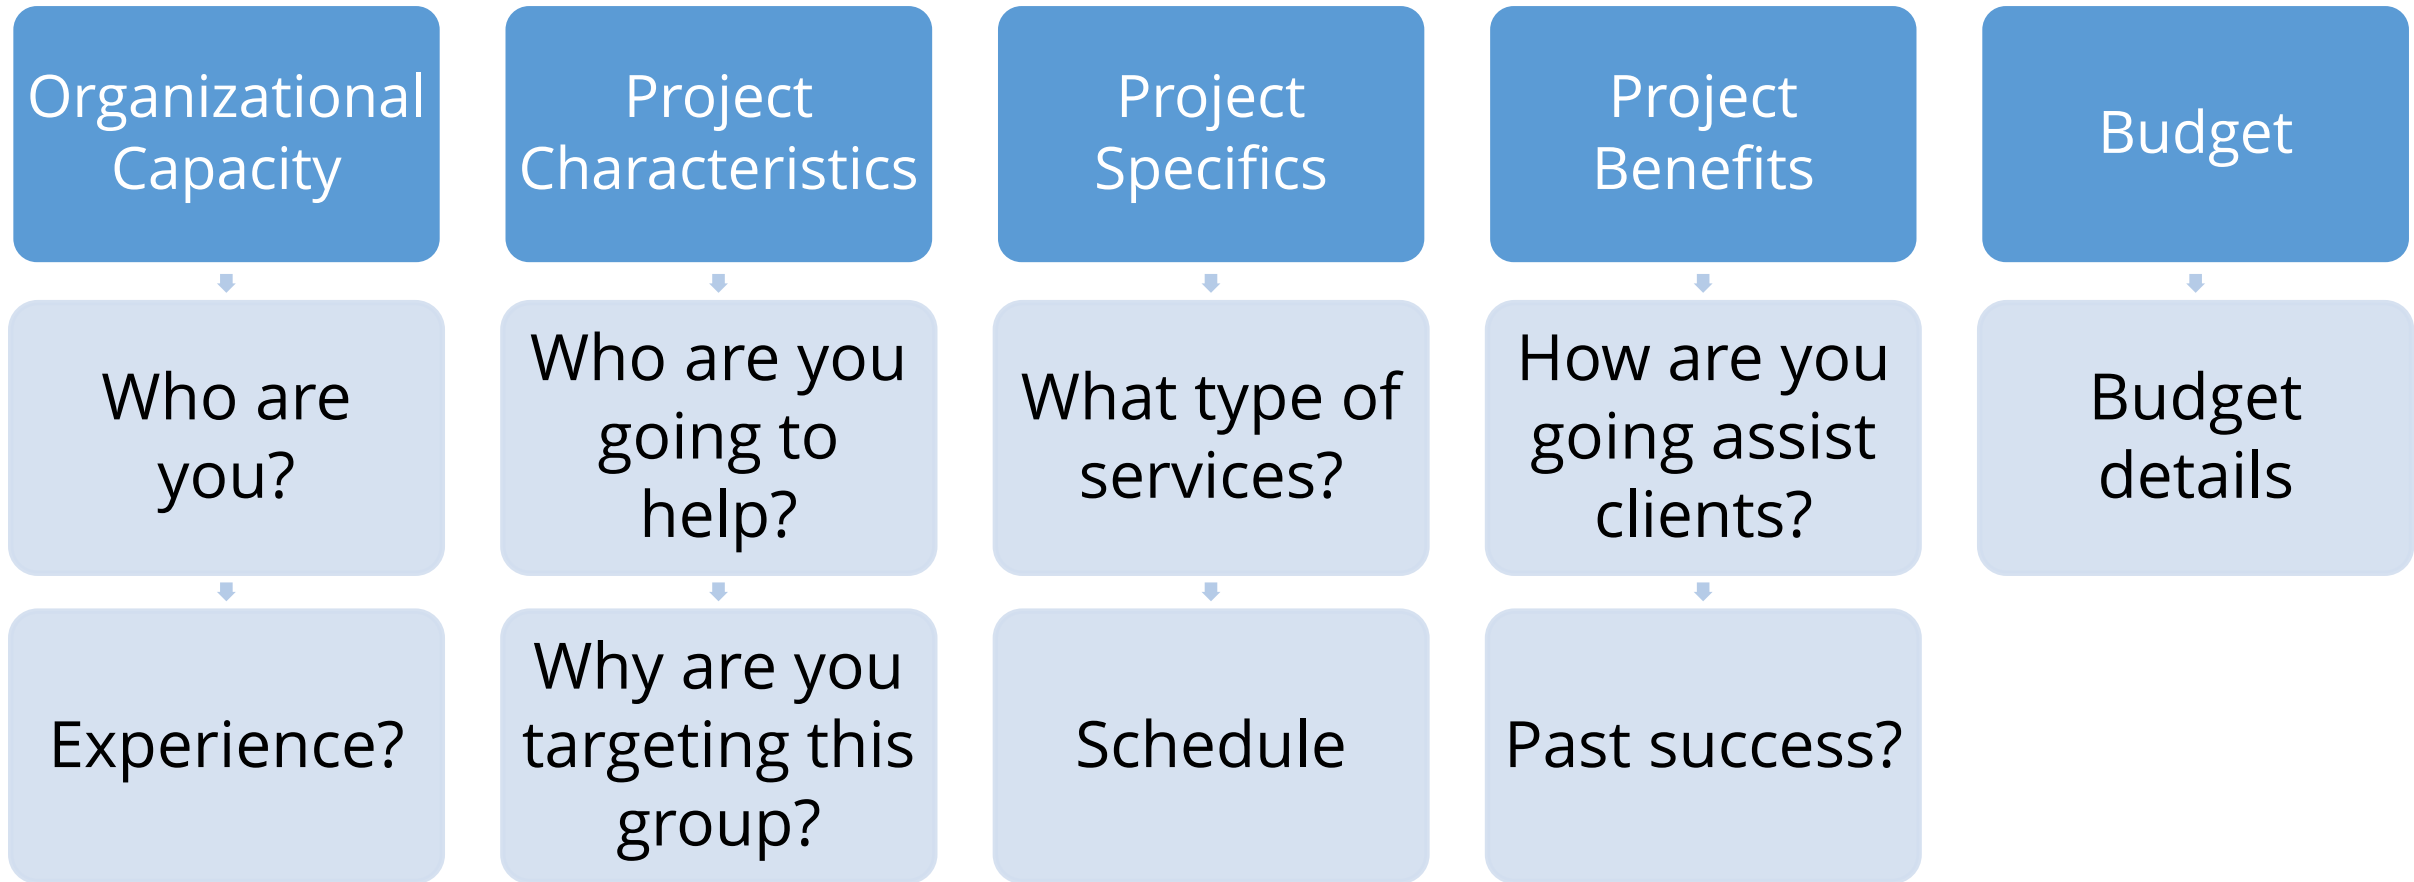 Organizational
Capacity
Who are
you?
Experience?
Project
Characteristics
Who are you
going to
help?
Why are you
targeting this
group?
Project
Specifics
What type of
services?
Schedule
Project
Benefits
How are you
going assist
clients?
Past success?
Budget
Budget
details